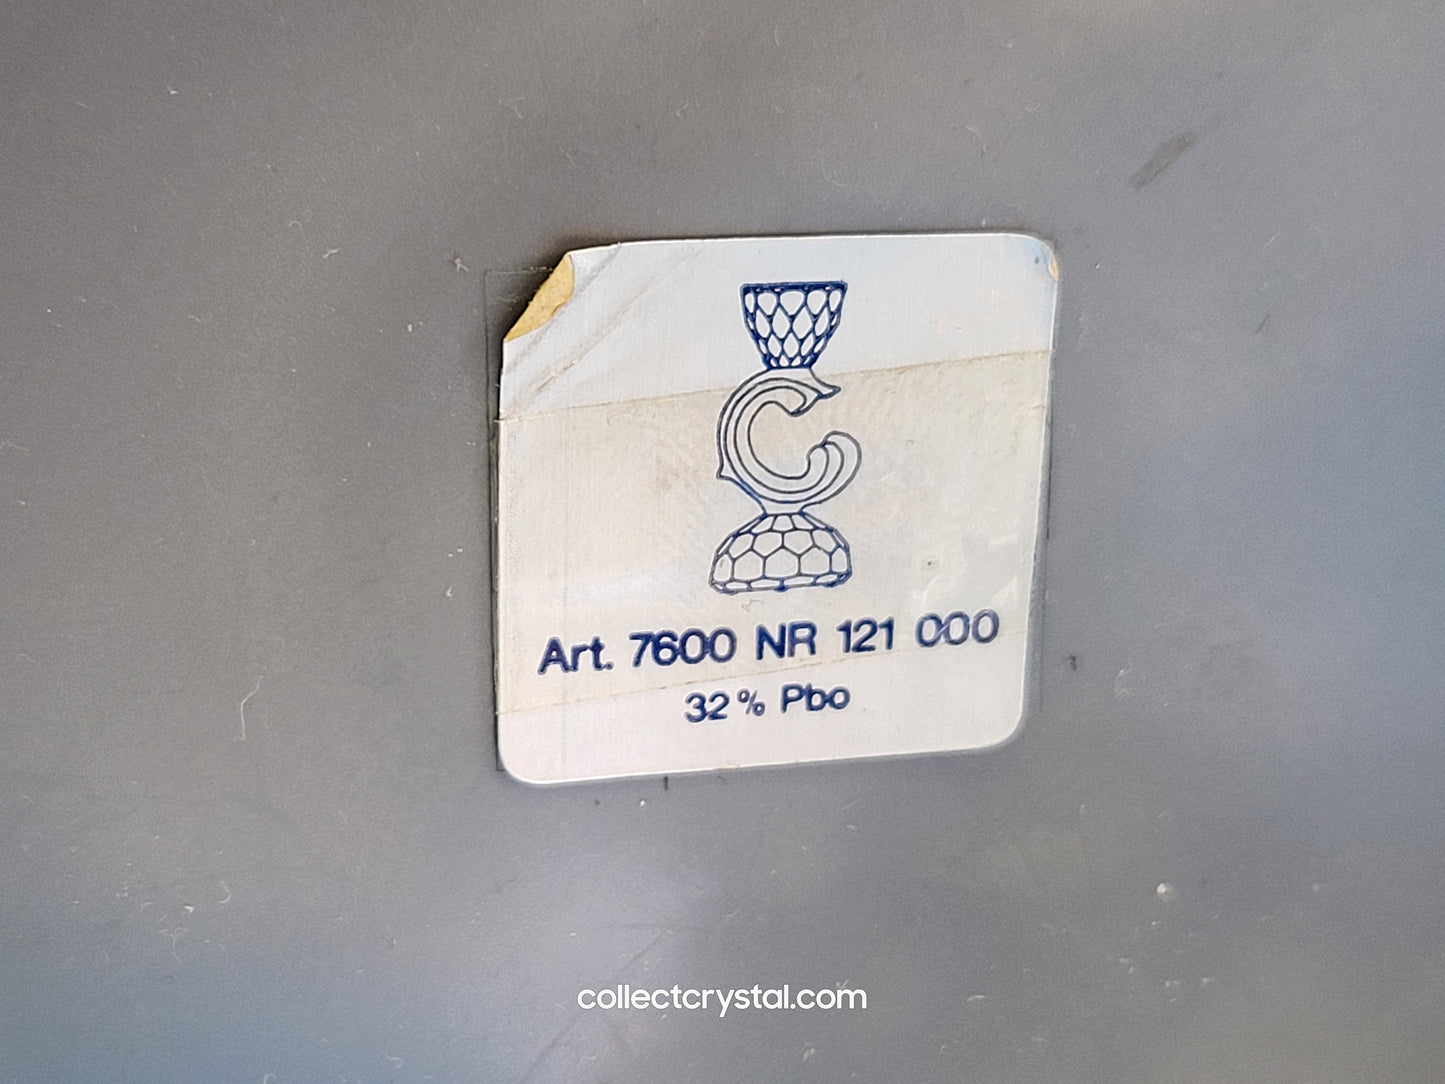 C
Art. 7600 NR 121 000
32% Pbo
collectcrystal.com